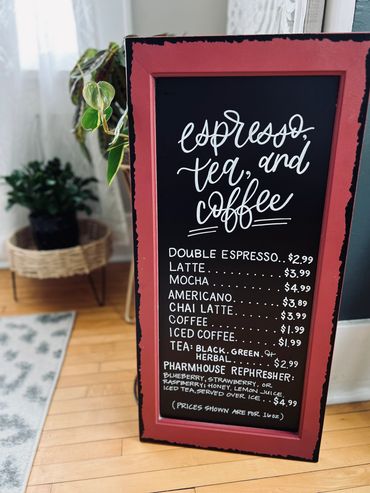 espresso,
tea, and
coffee
DOUBLE ESPRESSO..$2.99
LATTE...........$3.99
MOCHA...........$4.99
AMERICANO.......$3.89
CHAI LATTE......$3.99
COFFEE..........$1.99
ICED COFFEE.....$1.99
TEA: BLACK, GREEN, &
HERBAL....$2.99
PHARMHOUSE REPHRESHER:
BLUEBERRY, STRAWBERRY, OR
RASPBERRY; HONEY, LEMON JUICE,
ICED TEA, SERVED OVER ICE..$4.99
(PRICES SHOWN ARE FOR 16oz)